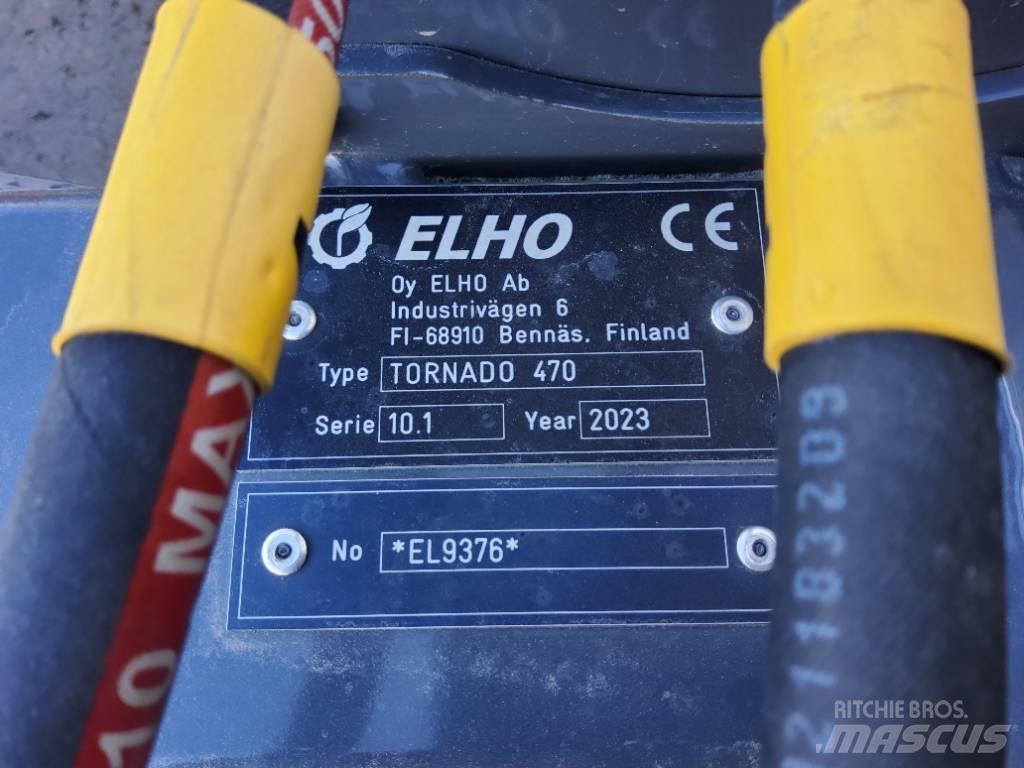 ELHO CE
Oy ELHO Ab
Industrivägen 6
FI-68910 Bennäs. Finland
Type TORNADO 470
Serie 10.1 Year 2023
No *EL9376*
10 MAX
21183209
RITCHIE BROS.
MASCUS